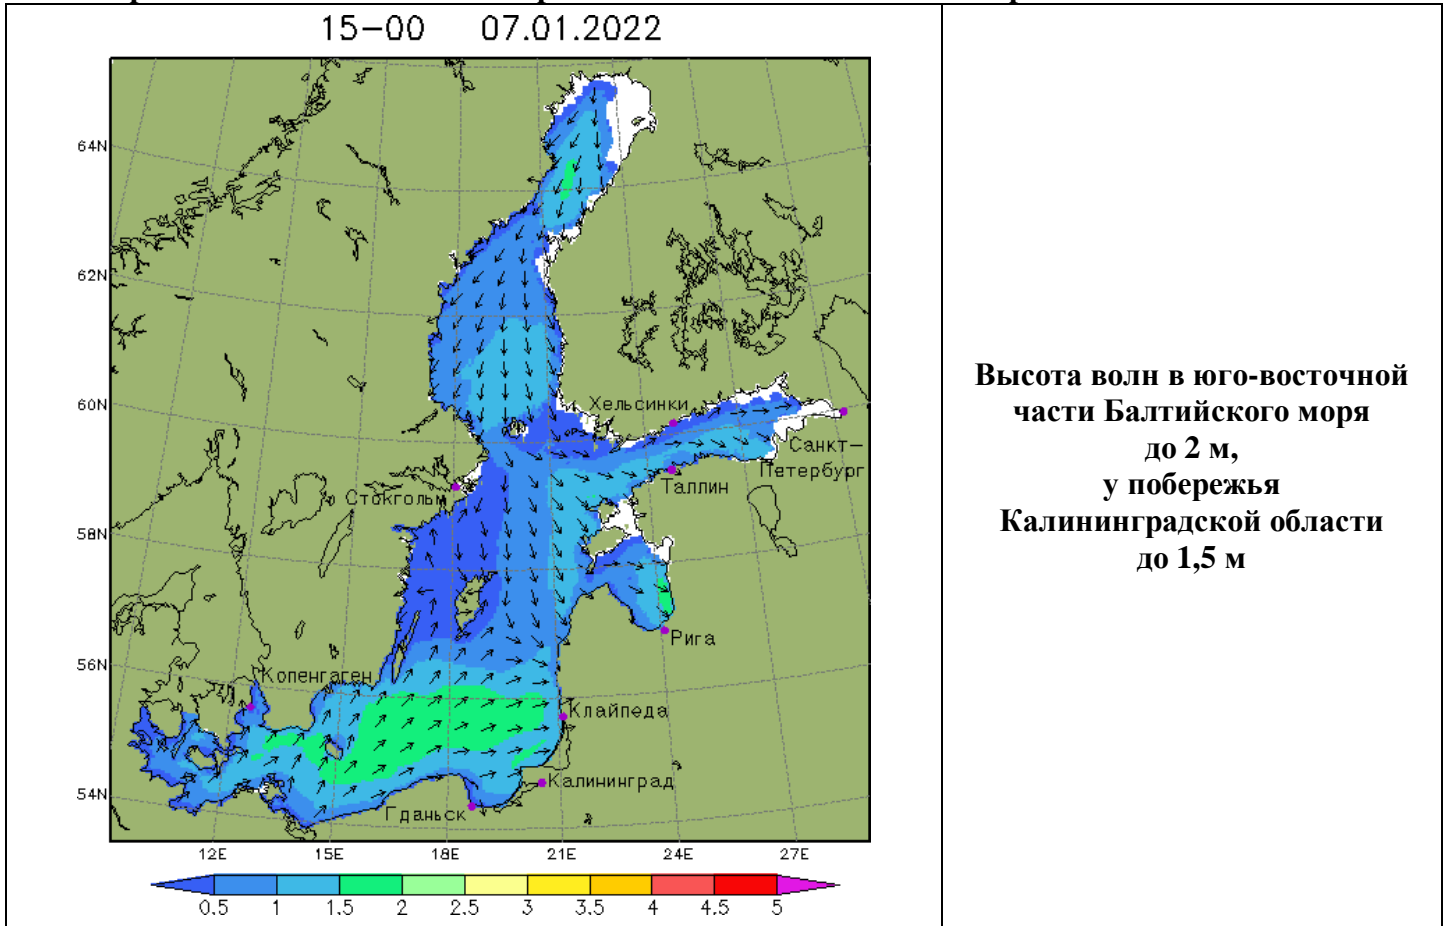 15-00 07.01.2022
64N
62N
60N
58N
56N
54N
Хельсинки
Санкт-
Петербург
Таллин
Стокгольм
Рига
Копенгаген
Клайпеда
Калининград
Гданьск
12E 15E 18E 21E 24E 27E
0.5 1 1.5 2 2.5 3 3.5 4 4.5 5
Высота волн в юго-восточной
части Балтийского моря
до 2 м,
у побережья
Калининградской области
до 1,5 м